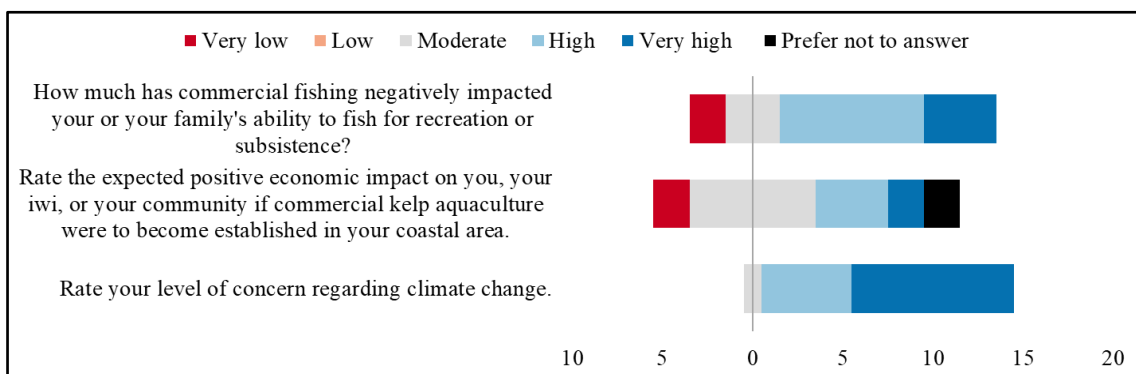 Very low Low Moderate High Very high Prefer not to answer
How much has commercial fishing negatively impacted
your or your family's ability to fish for recreation or
subsistence?
Rate the expected positive economic impact on you, your
iwi, or your community if commercial kelp aquaculture
were to become established in your coastal area.
Rate your level of concern regarding climate change.
10 5 0 5 10 15 20